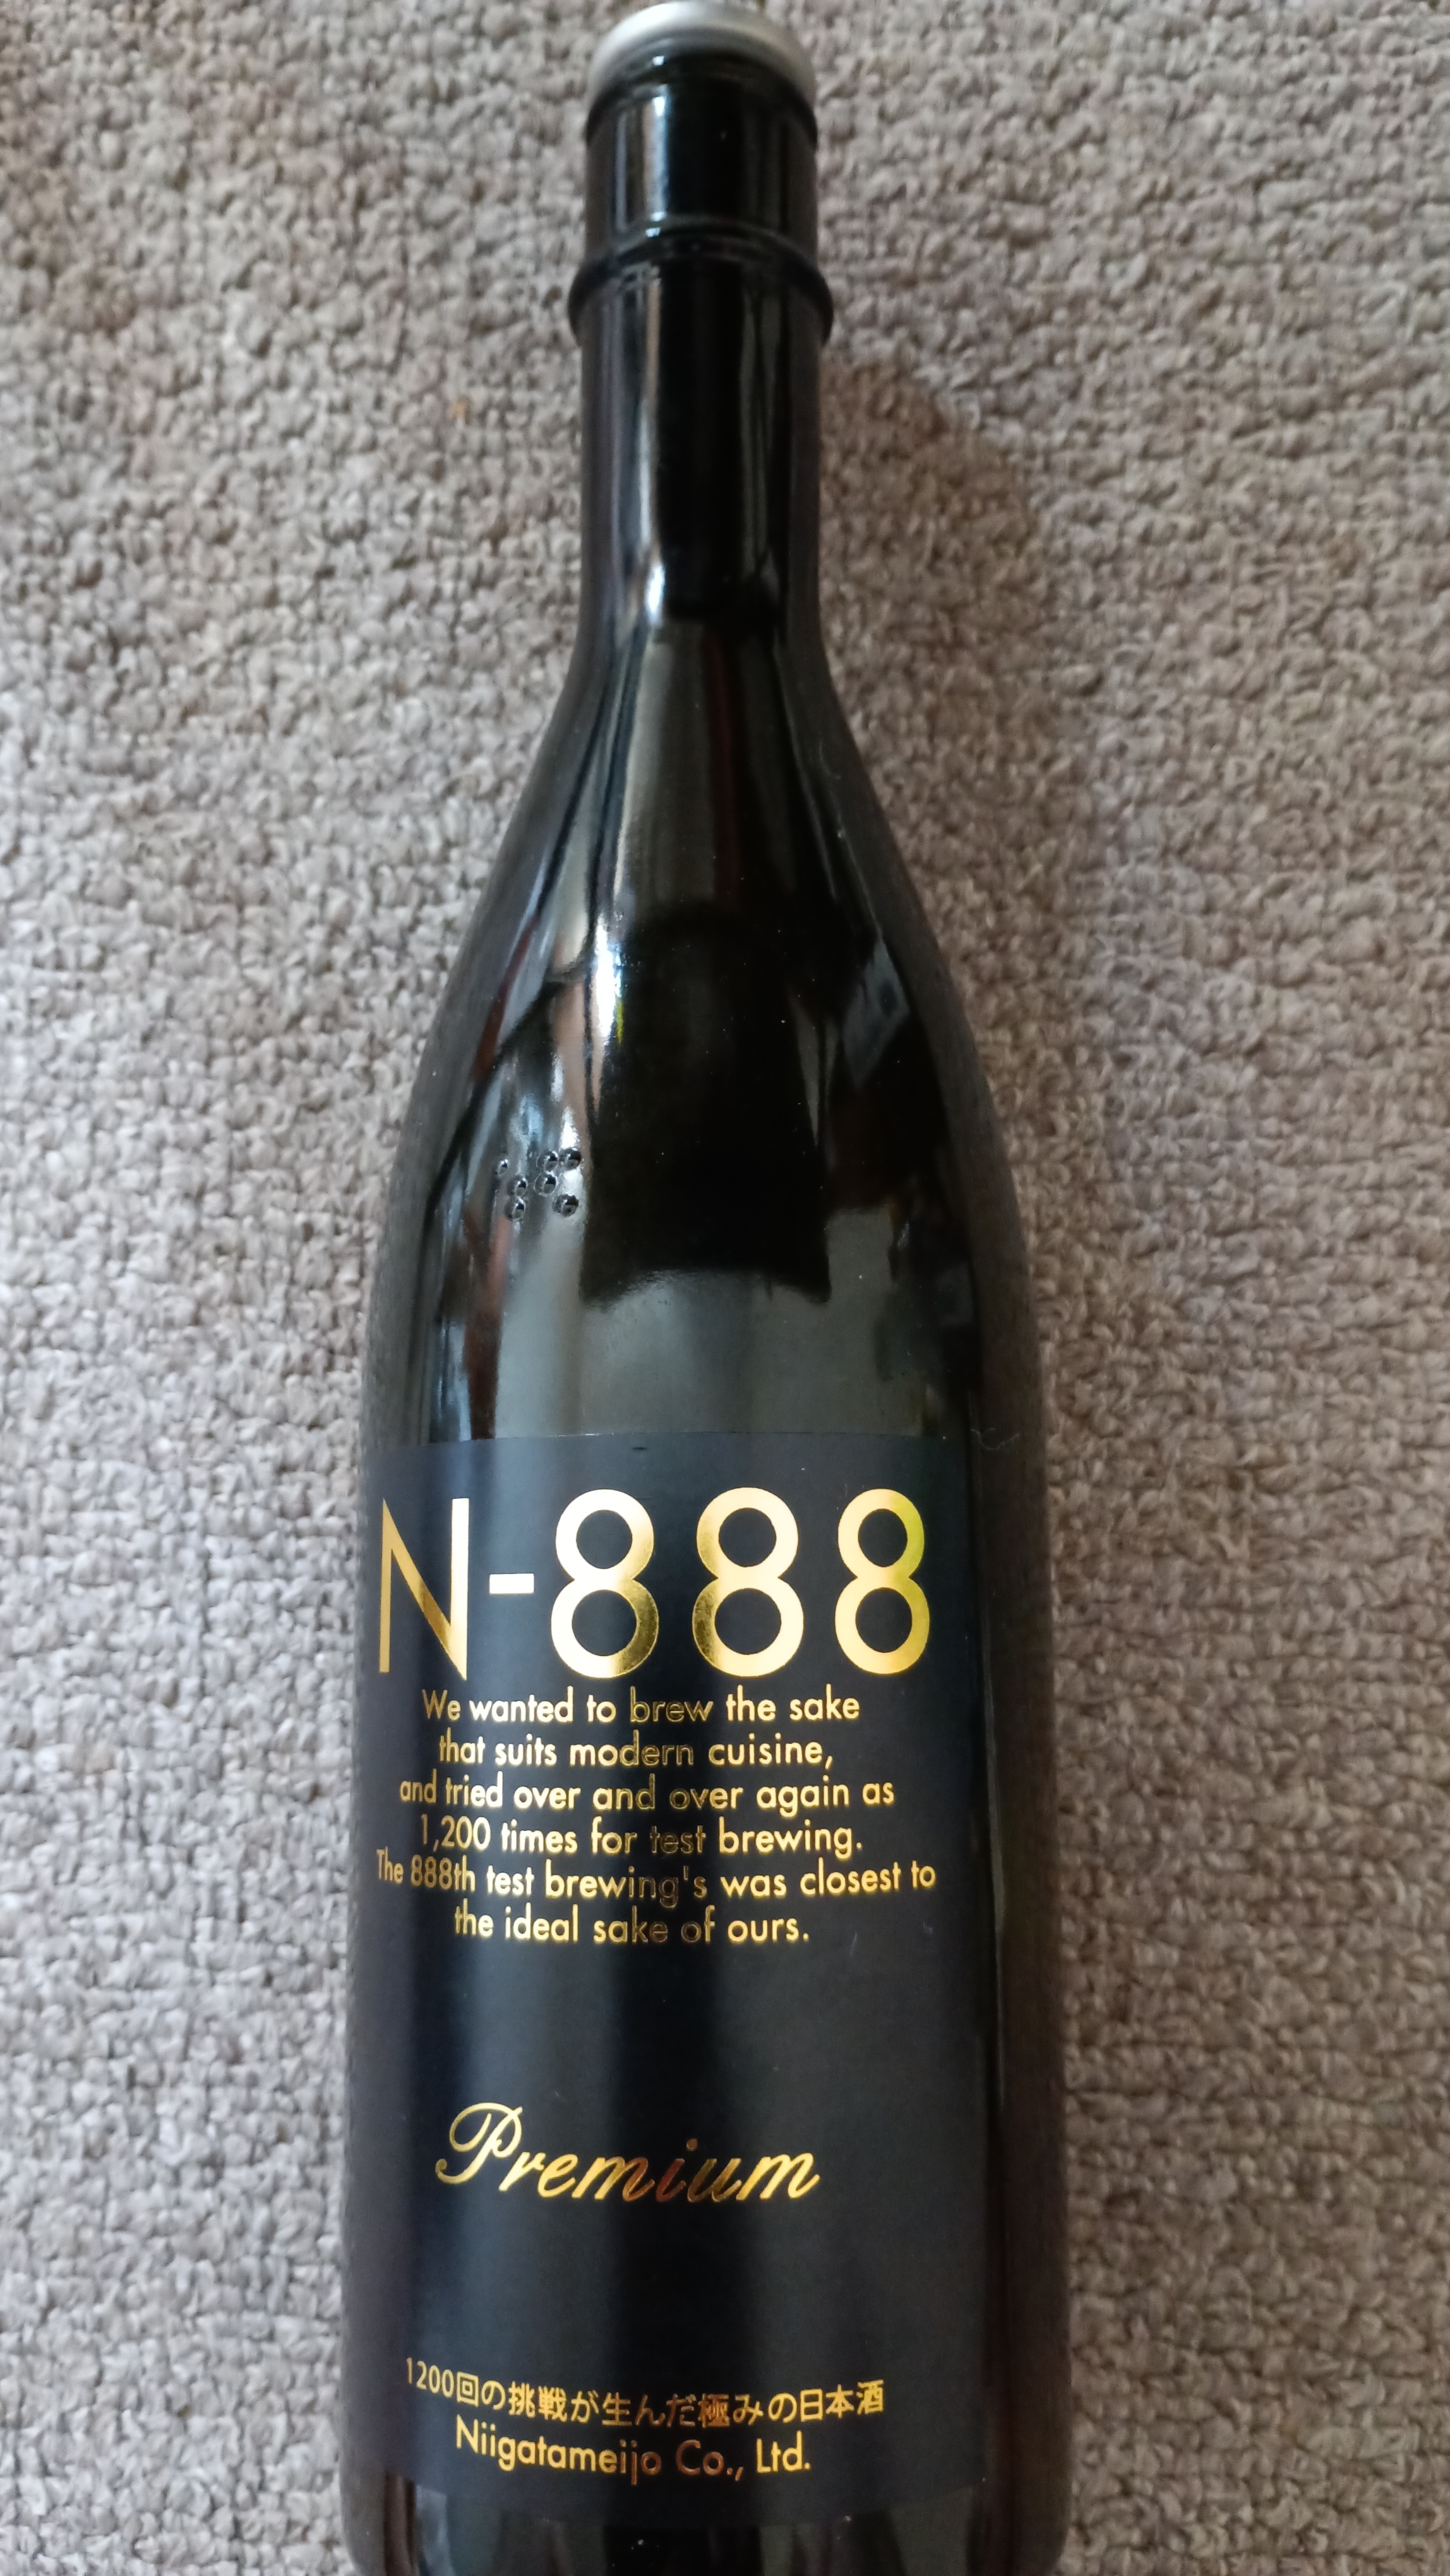 N-888
We wanted to brew the sake
that suits modern cuisine,
and tried over and over again as
1,200 times for test brewing.
The 888th test brewing's was closest to
the ideal sake of ours.
Premium
1200回の挑戦が生んだ極みの日本酒
Niigatameijo Co., Ltd.